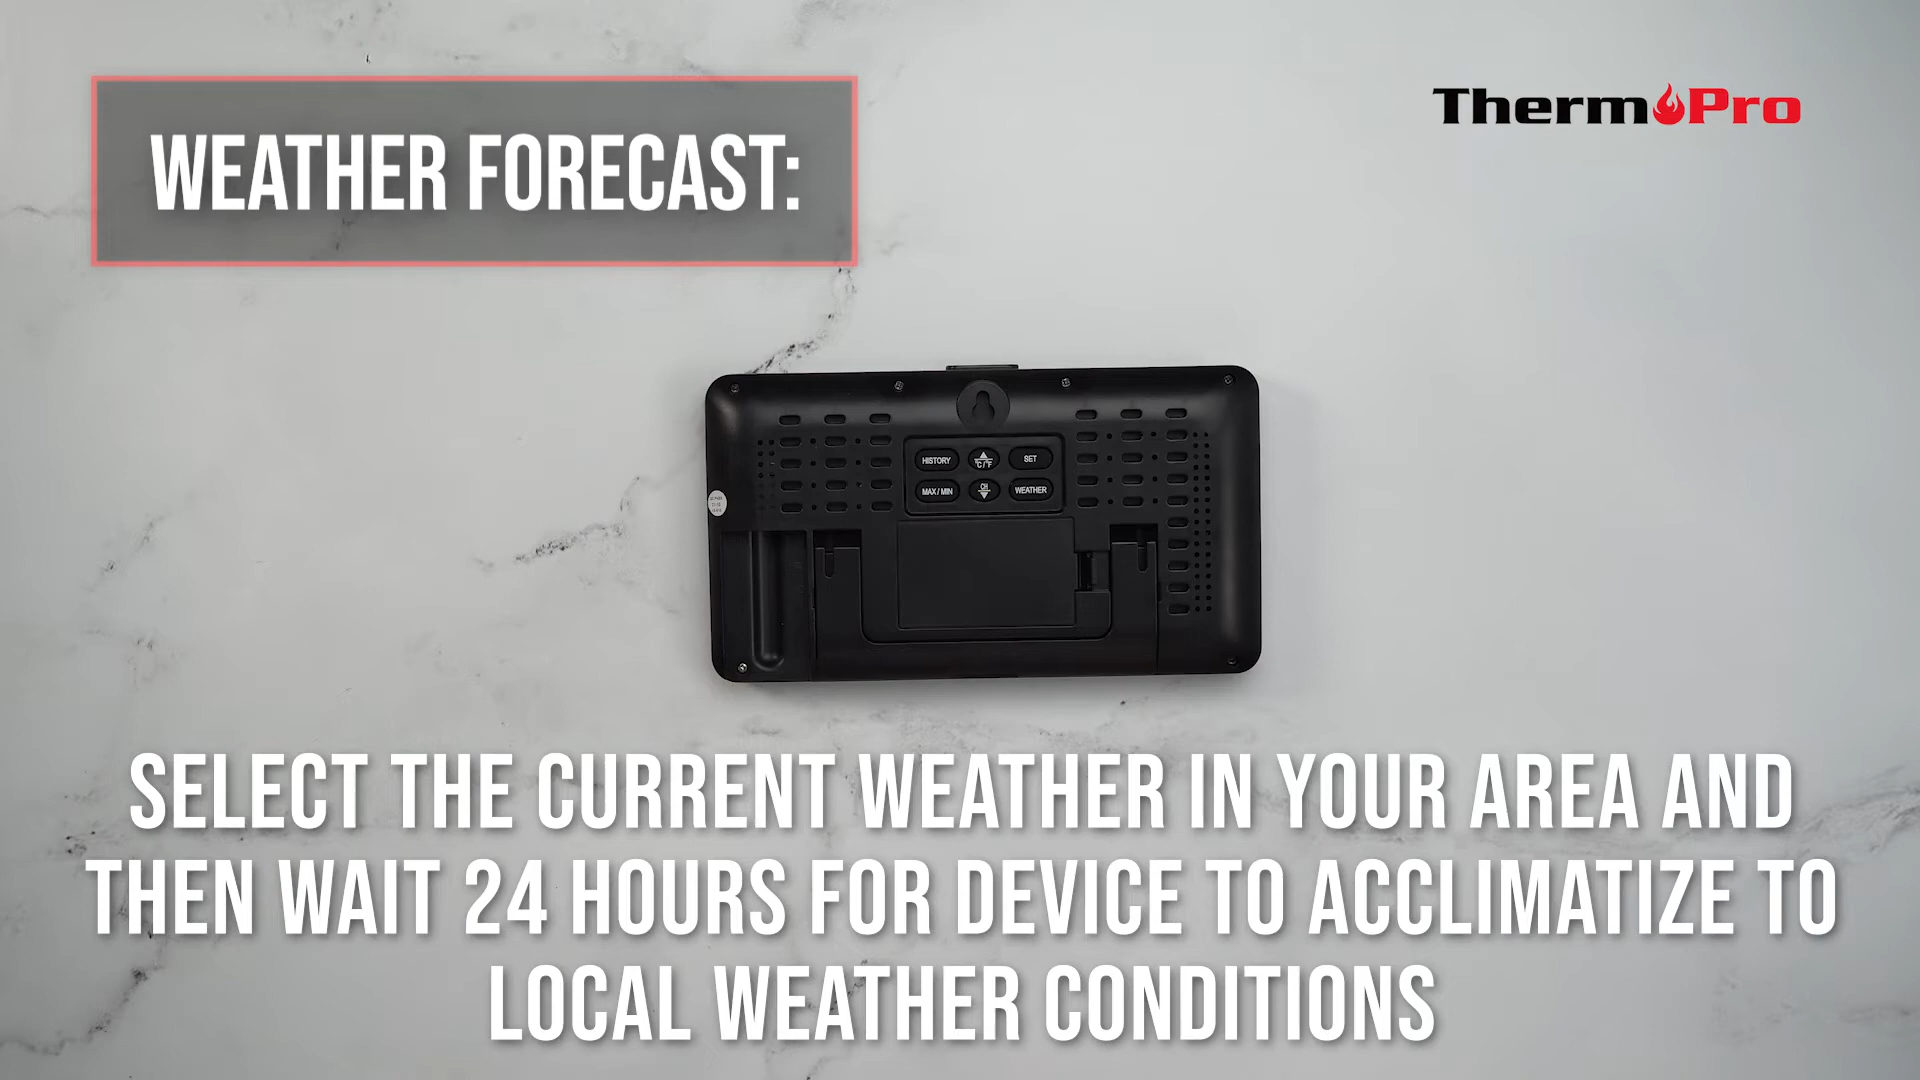 WEATHER FORECAST:
ThermoPro
HISTORY
°C/°F
SET
MAX/MIN
CH
WEATHER
SELECT THE CURRENT WEATHER IN YOUR AREA AND
THEN WAIT 24 HOURS FOR DEVICE TO ACCLIMATIZE TO
LOCAL WEATHER CONDITIONS